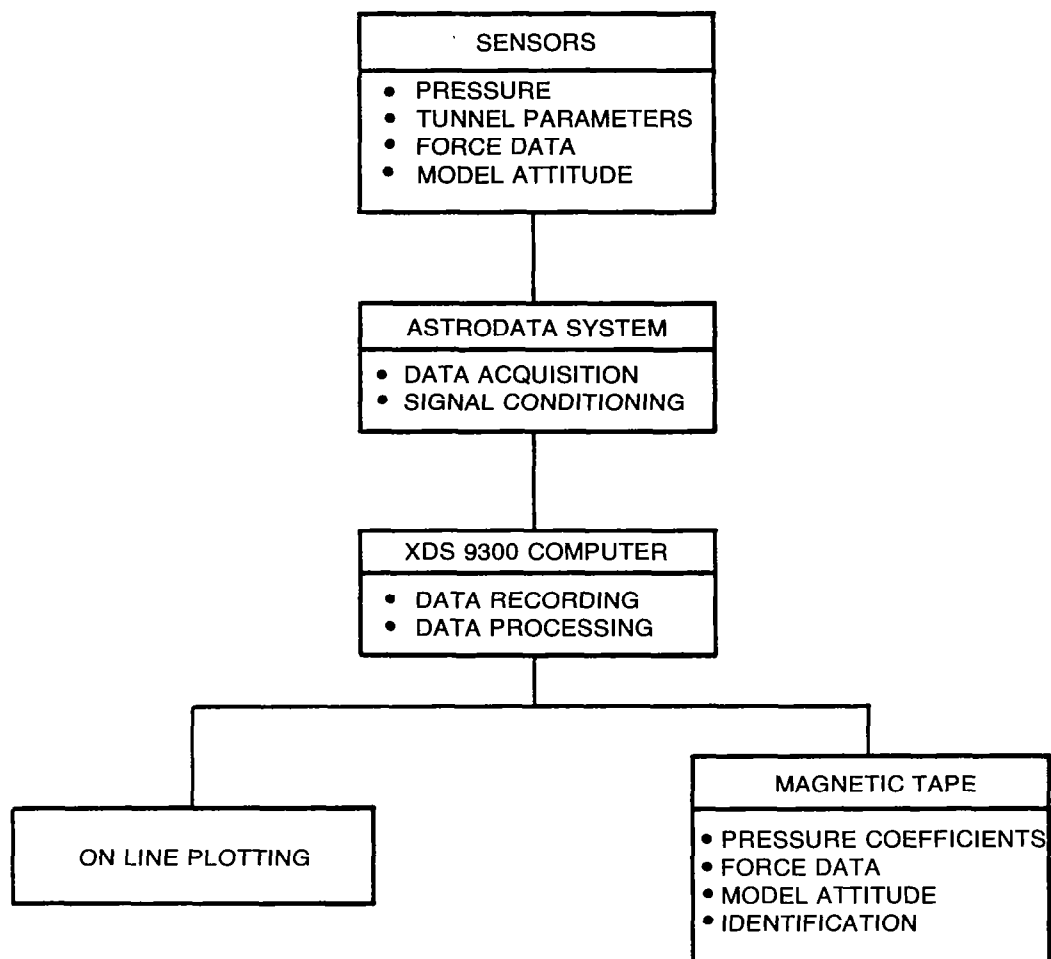 SENSORS
• PRESSURE
• TUNNEL PARAMETERS
• FORCE DATA
• MODEL ATTITUDE
ASTRODATA SYSTEM
• DATA ACQUISITION
• SIGNAL CONDITIONING
XDS 9300 COMPUTER
• DATA RECORDING
• DATA PROCESSING
ON LINE PLOTTING
MAGNETIC TAPE
• PRESSURE COEFFICIENTS
• FORCE DATA
• MODEL ATTITUDE
• IDENTIFICATION